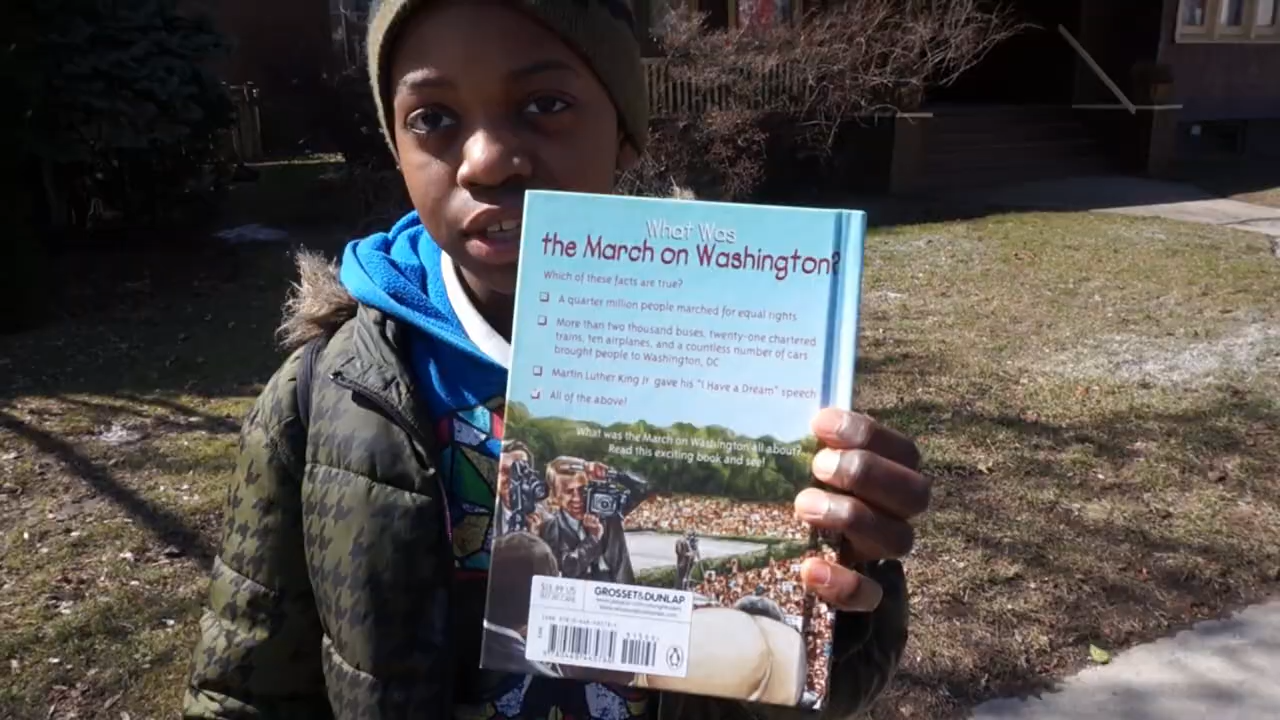 What Was
the March on Washington?
Which of these facts are true?
A quarter million people marched for equal rights
More than two thousand buses, twenty-one chartered
trains, ten airplanes, and a countless number of cars
brought people to Washington, DC
Martin Luther King Jr. gave his "I Have a Dream" speech
All of the above!
What was the March on Washington all about?
Read this exciting book and see!
GROSSET&DUNLAP